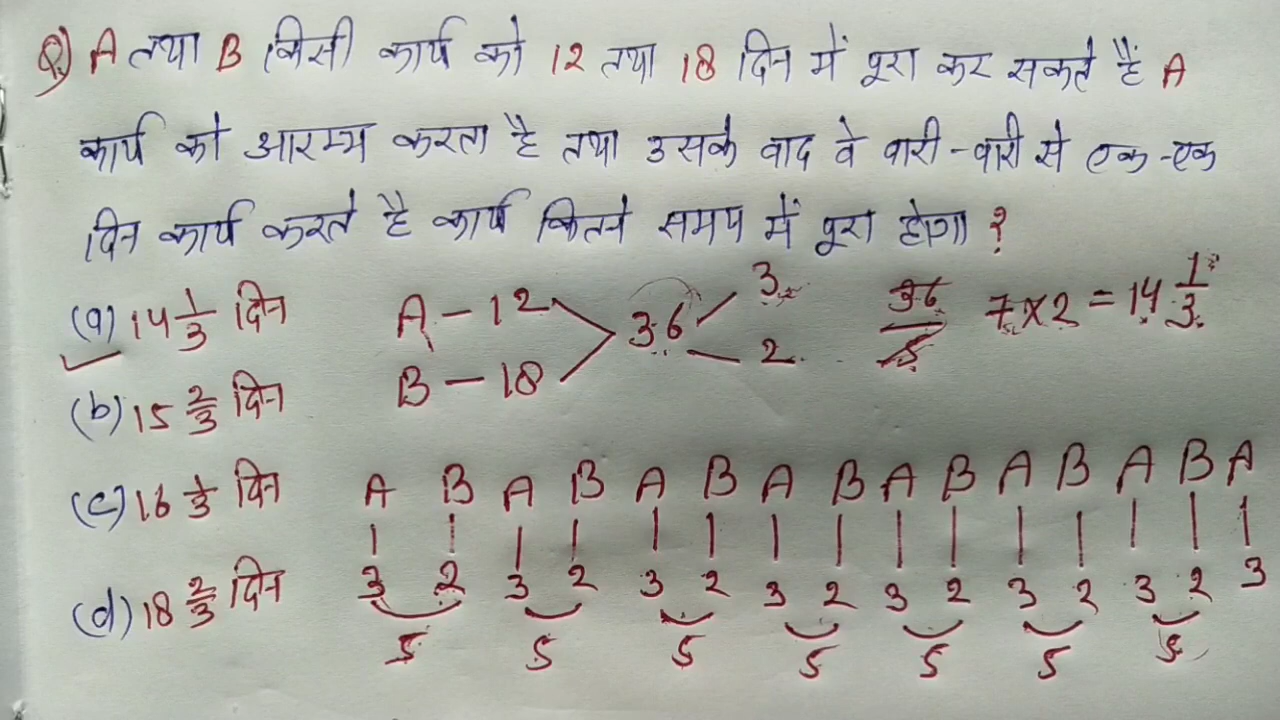 Q) A तथा B किसी कार्य को 12 तथा 18 दिन में पूरा कर सकते हैं A
कार्य को आरम्भ करता है तथा उसके वाद वे वारी-वारी से एक-एक
दिन कार्य करते है कार्य कितने समय में पूरा होगा ?
(a) 14 1/3 दिन
(b) 15 2/3 दिन
(c) 16 1/3 दिन
(d) 18 2/3 दिन
A - 12
B - 18
36
3
2
36/5
7x2 = 14 1/3
A B A B A B A B A B A B A B A
3 2 3 2 3 2 3 2 3 2 3 2 3 2 3
5 5 5 5 5 5 5